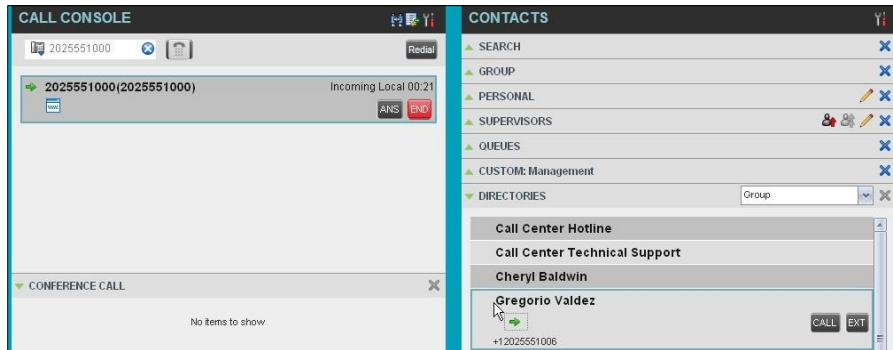 CALL CONSOLE
2025551000
Redial
2025551000(2025551000)
Incoming Local 00:21
www.
ANS
END
CONFERENCE CALL
No items to show
CONTACTS
SEARCH
GROUP
PERSONAL
SUPERVISORS
QUEUES
CUSTOM: Management
DIRECTORIES
Group
Call Center Hotline
Call Center Technical Support
Cheryl Baldwin
Gregorio Valdez
CALL
EXT
+12025551006